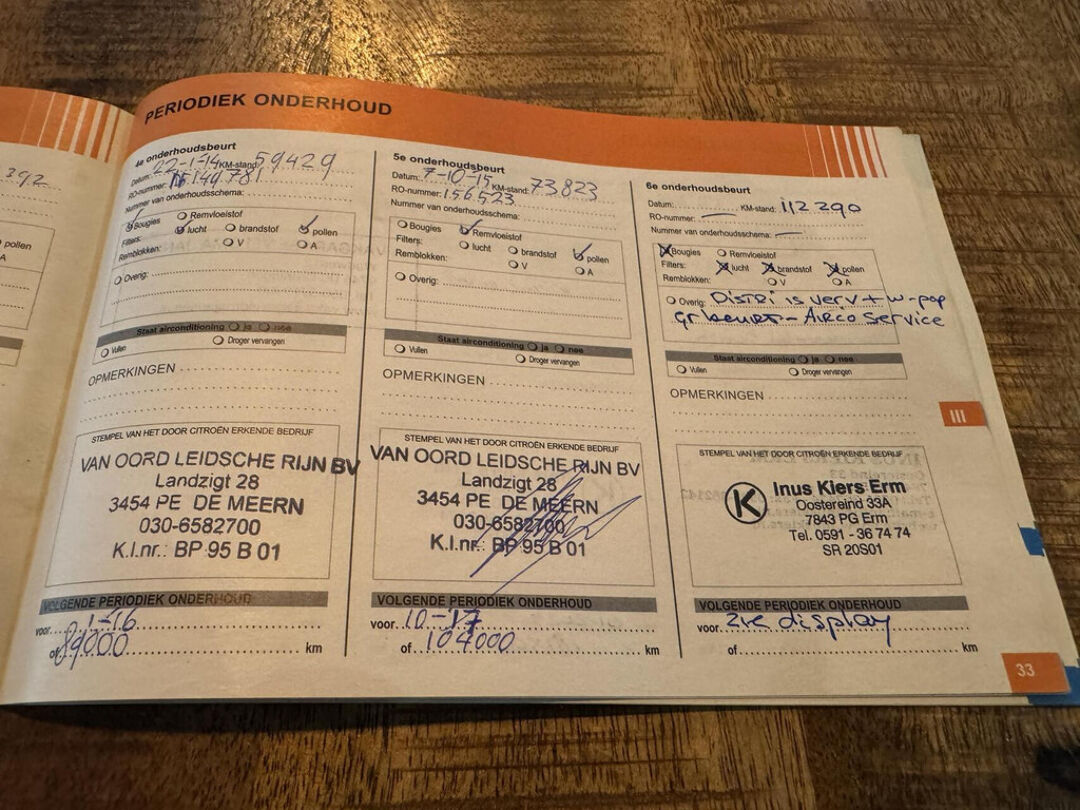 392
pollen
A
PERIODIEK ONDERHOUD
4e onderhoudsbeurt
Datum: 22-1-14 KM-stand: 59429
RO-nummer:
Nummer van onderhoudsschema:
Bougies Remvloeistof
Filters: lucht brandstof pollen
Remblokken: V A
Overig:
Staat airconditioning ja nee
Vullen Droger vervangen
OPMERKINGEN
STEMPEL VAN HET DOOR CITROËN ERKENDE BEDRIJF
VAN OORD LEIDSCHE RIJN BV
Landzigt 28
3454 PE DE MEERN
030-6582700
K.I.nr.: BP 95 B 01
VOLGENDE PERIODIEK ONDERHOUD
voor 1-16
of 89000 km
5e onderhoudsbeurt
Datum: 7-10-15 KM-stand: 73823
RO-nummer: 156523
Nummer van onderhoudsschema:
Bougies Remvloeistof
Filters: lucht brandstof pollen
Remblokken: V A
Overig:
Staat airconditioning ja nee
Vullen Droger vervangen
OPMERKINGEN
STEMPEL VAN HET DOOR CITROËN ERKENDE BEDRIJF
VAN OORD LEIDSCHE RIJN BV
Landzigt 28
3454 PE DE MEERN
030-6582700
K.I.nr.: BP 95 B 01
VOLGENDE PERIODIEK ONDERHOUD
voor 10-17
of 104000 km
6e onderhoudsbeurt
Datum: KM-stand: 112290
RO-nummer: —
Nummer van onderhoudsschema: —
Bougies Remvloeistof
Filters: lucht brandstof pollen
Remblokken: V A
Overig: Distri is verv + w-pop
gr beurt - Airco service
Staat airconditioning ja nee
Vullen Droger vervangen
OPMERKINGEN
STEMPEL VAN HET DOOR CITROËN ERKENDE BEDRIJF
K Inus Kiers Erm
Oostereind 33A
7843 PG Erm
Tel. 0591 - 36 74 74
SR 20S01
VOLGENDE PERIODIEK ONDERHOUD
voor zie display
of km
III
33